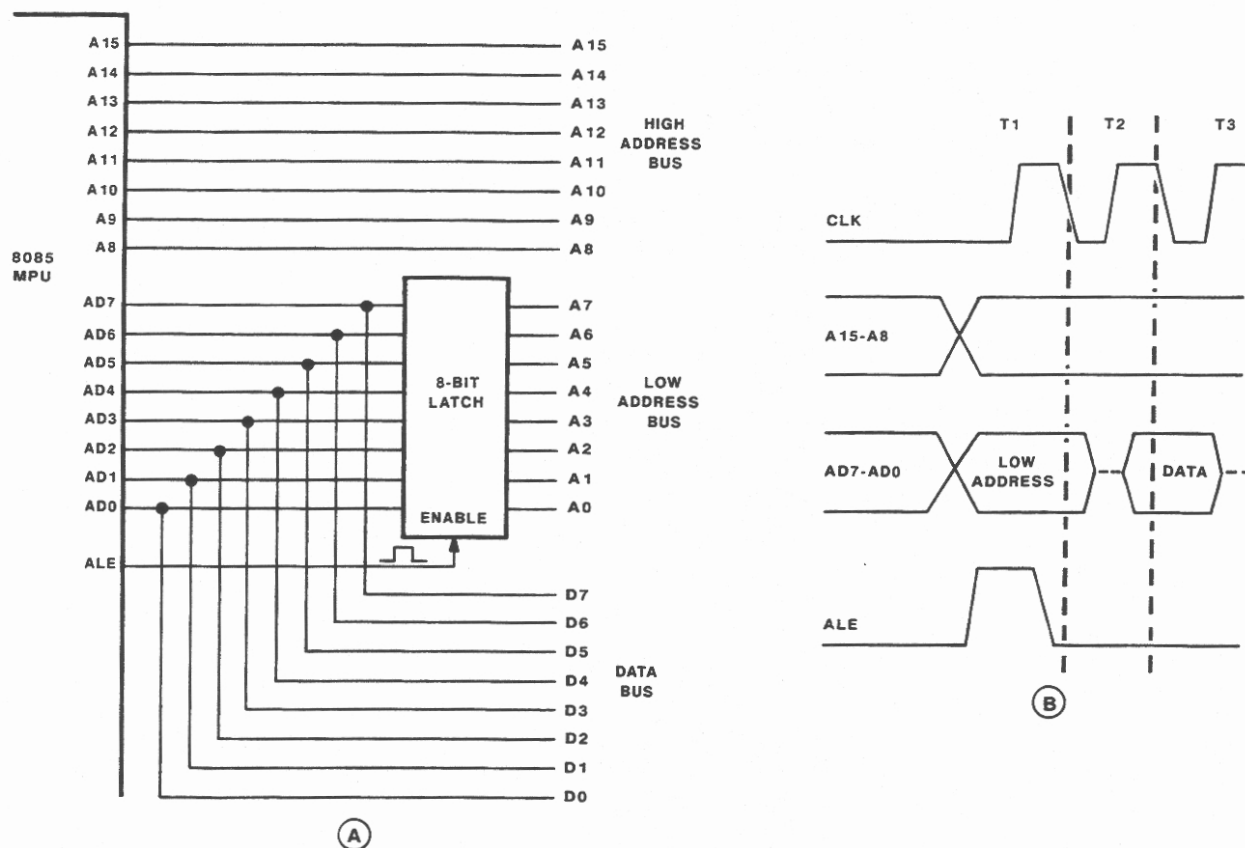 A15 A15
A14 A14
A13 A13
A12 A12
A11 A11
A10 A10
A9 A9
A8 A8
HIGH
ADDRESS
BUS
8085
MPU
AD7 A7
AD6 A6
AD5 A5
AD4 A4
AD3 A3
AD2 A2
AD1 A1
AD0 A0
8-BIT
LATCH
ENABLE
LOW
ADDRESS
BUS
ALE
D7
D6
D5
D4
D3
D2
D1
D0
DATA
BUS
A
T1 T2 T3
CLK
A15-A8
AD7-AD0
LOW
ADDRESS
DATA
ALE
B